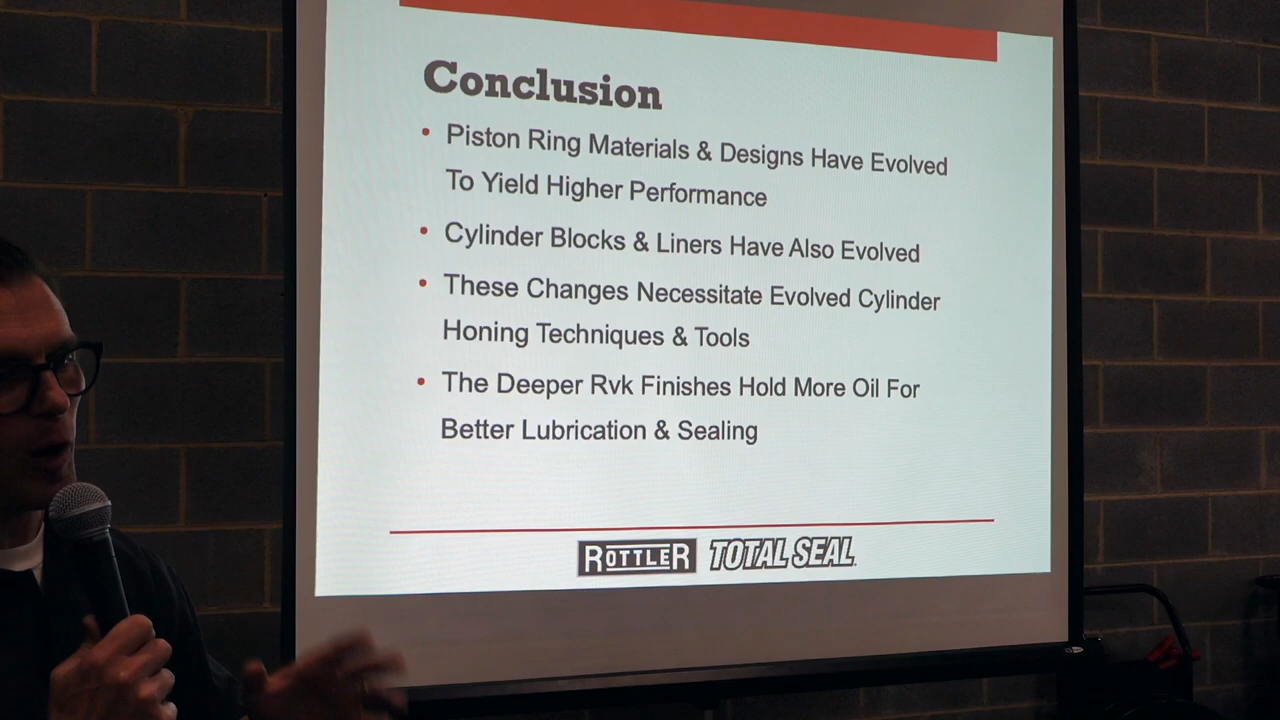 Conclusion
• Piston Ring Materials & Designs Have Evolved
To Yield Higher Performance
• Cylinder Blocks & Liners Have Also Evolved
• These Changes Necessitate Evolved Cylinder
Honing Techniques & Tools
• The Deeper Rvk Finishes Hold More Oil For
Better Lubrication & Sealing
ROTTLER TOTAL SEAL